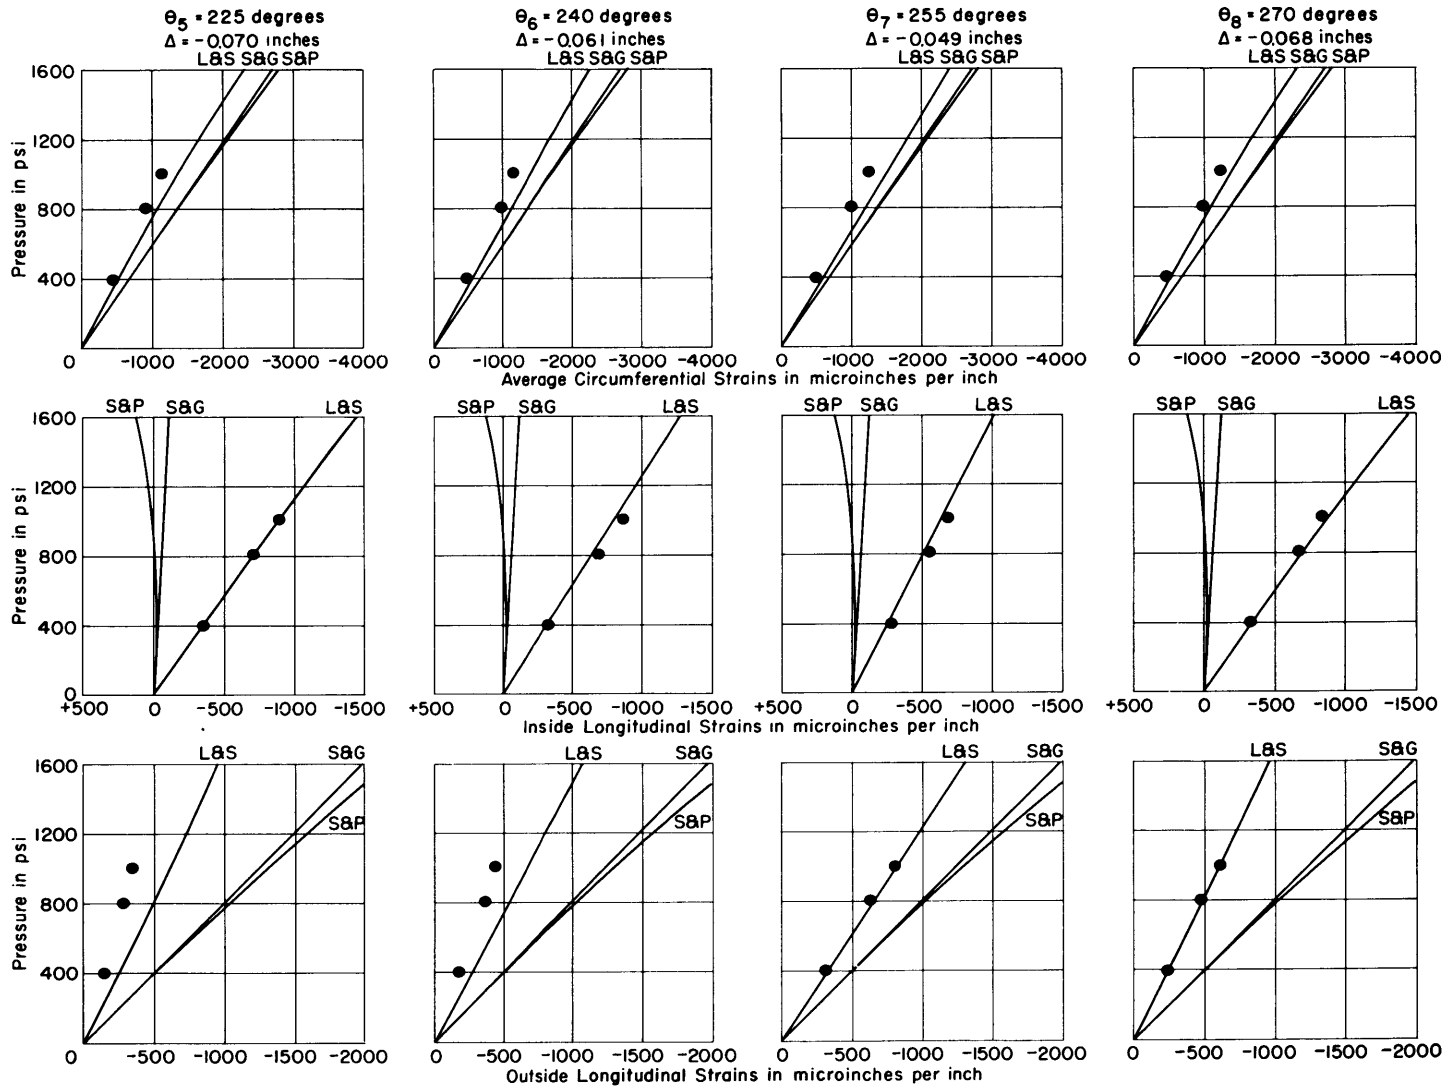 θ5 = 225 degrees
Δ = -0.070 inches
L&S S&G S&P
θ6 = 240 degrees
Δ = -0.061 inches
L&S S&G S&P
θ7 = 255 degrees
Δ = -0.049 inches
L&S S&G S&P
θ8 = 270 degrees
Δ = -0.068 inches
L&S S&G S&P
1600
1200
800
400
Pressure in psi
0 -1000 -2000 -3000 -4000
0 -1000 -2000 -3000 -4000
0 -1000 -2000 -3000 -4000
0 -1000 -2000 -3000 -4000
Average Circumferential Strains in microinches per inch
S&P S&G L&S
S&P S&G L&S
S&P S&G L&S
S&P S&G L&S
1600
1200
800
400
0
Pressure in psi
+500 0 -500 -1000 -1500
+500 0 -500 -1000 -1500
+500 0 -500 -1000 -1500
+500 0 -500 -1000 -1500
Inside Longitudinal Strains in microinches per inch
L&S S&G
S&P
L&S S&G
S&P
L&S S&G
S&P
L&S S&G
S&P
1600
1200
800
400
Pressure in psi
0 -500 -1000 -1500 -2000
0 -500 -1000 -1500 -2000
0 -500 -1000 -1500 -2000
0 -500 -1000 -1500 -2000
Outside Longitudinal Strains in microinches per inch